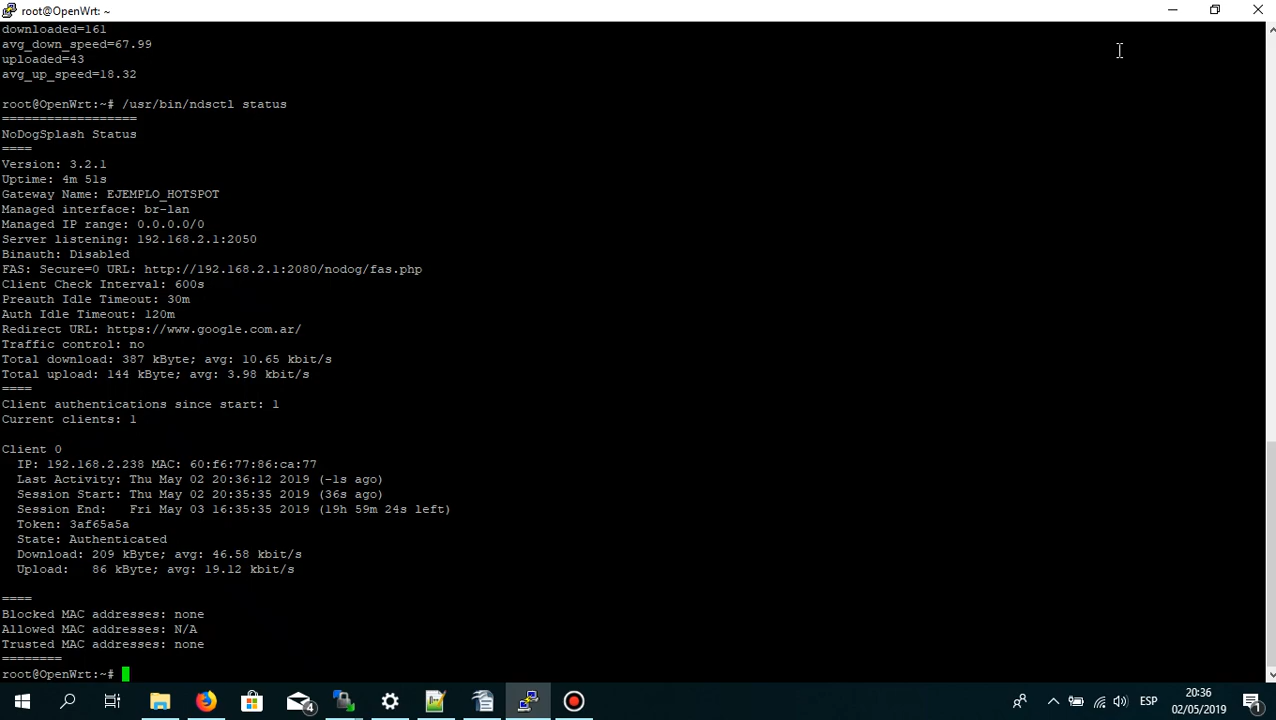 root@OpenWrt: ~
downloaded=161
avg_down_speed=67.99
uploaded=43
avg_up_speed=18.32
root@OpenWrt:~# /usr/bin/ndsctl status
==================
NoDogSplash Status
====
Version: 3.2.1
Uptime: 4m 51s
Gateway Name: EJEMPLO_HOTSPOT
Managed interface: br-lan
Managed IP range: 0.0.0.0/0
Server listening: 192.168.2.1:2050
Binauth: Disabled
FAS: Secure=0 URL: http://192.168.2.1:2080/nodog/fas.php
Client Check Interval: 600s
Preauth Idle Timeout: 30m
Auth Idle Timeout: 120m
Redirect URL: https://www.google.com.ar/
Traffic control: no
Total download: 387 kByte; avg: 10.65 kbit/s
Total upload: 144 kByte; avg: 3.98 kbit/s
====
Client authentications since start: 1
Current clients: 1
Client 0
IP: 192.168.2.238 MAC: 60:f6:77:86:ca:77
Last Activity: Thu May 02 20:36:12 2019 (-1s ago)
Session Start: Thu May 02 20:35:35 2019 (36s ago)
Session End:   Fri May 03 16:35:35 2019 (19h 59m 24s left)
Token: 3af65a5a
State: Authenticated
Download: 209 kByte; avg: 46.58 kbit/s
Upload:   86 kByte; avg: 19.12 kbit/s
====
Blocked MAC addresses: none
Allowed MAC addresses: N/A
Trusted MAC addresses: none
========
root@OpenWrt:~#
4
ESP
20:36
02/05/2019
1